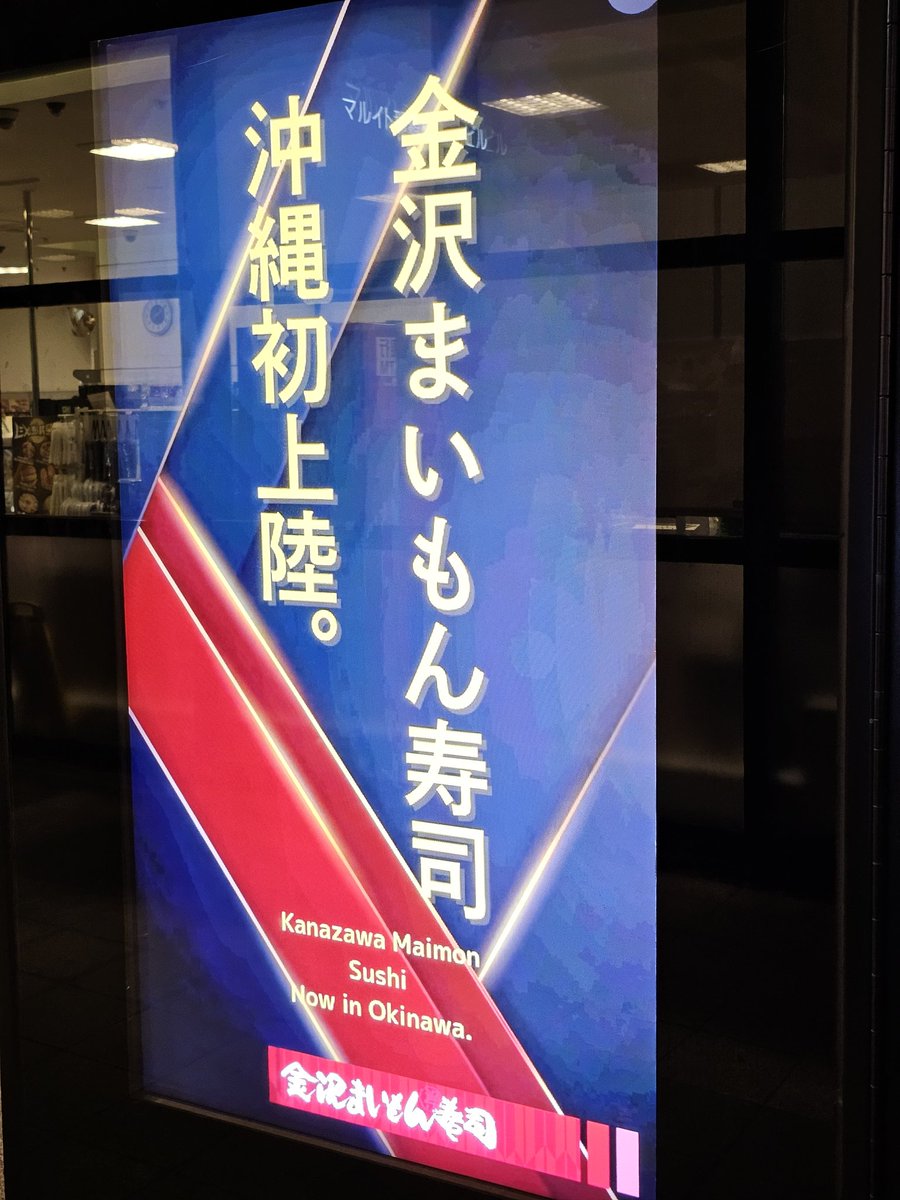 金沢まいもん寿司
沖縄初上陸。
Kanazawa Maimon
Sushi
Now in Okinawa.
金沢まいもん寿司